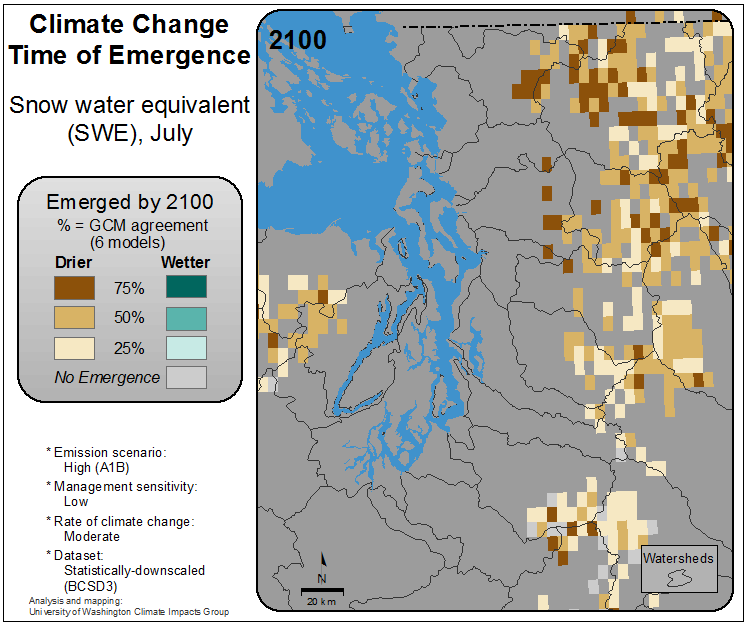 Climate Change
Time of Emergence
Snow water equivalent
(SWE), July
Emerged by 2100
% = GCM agreement
(6 models)
Drier Wetter
75%
50%
25%
No Emergence
* Emission scenario:
High (A1B)
* Management sensitivity:
Low
* Rate of climate change:
Moderate
* Dataset:
Statistically-downscaled
(BCSD3)
Analysis and mapping:
University of Washington Climate Impacts Group
2100
N
20 km
Watersheds